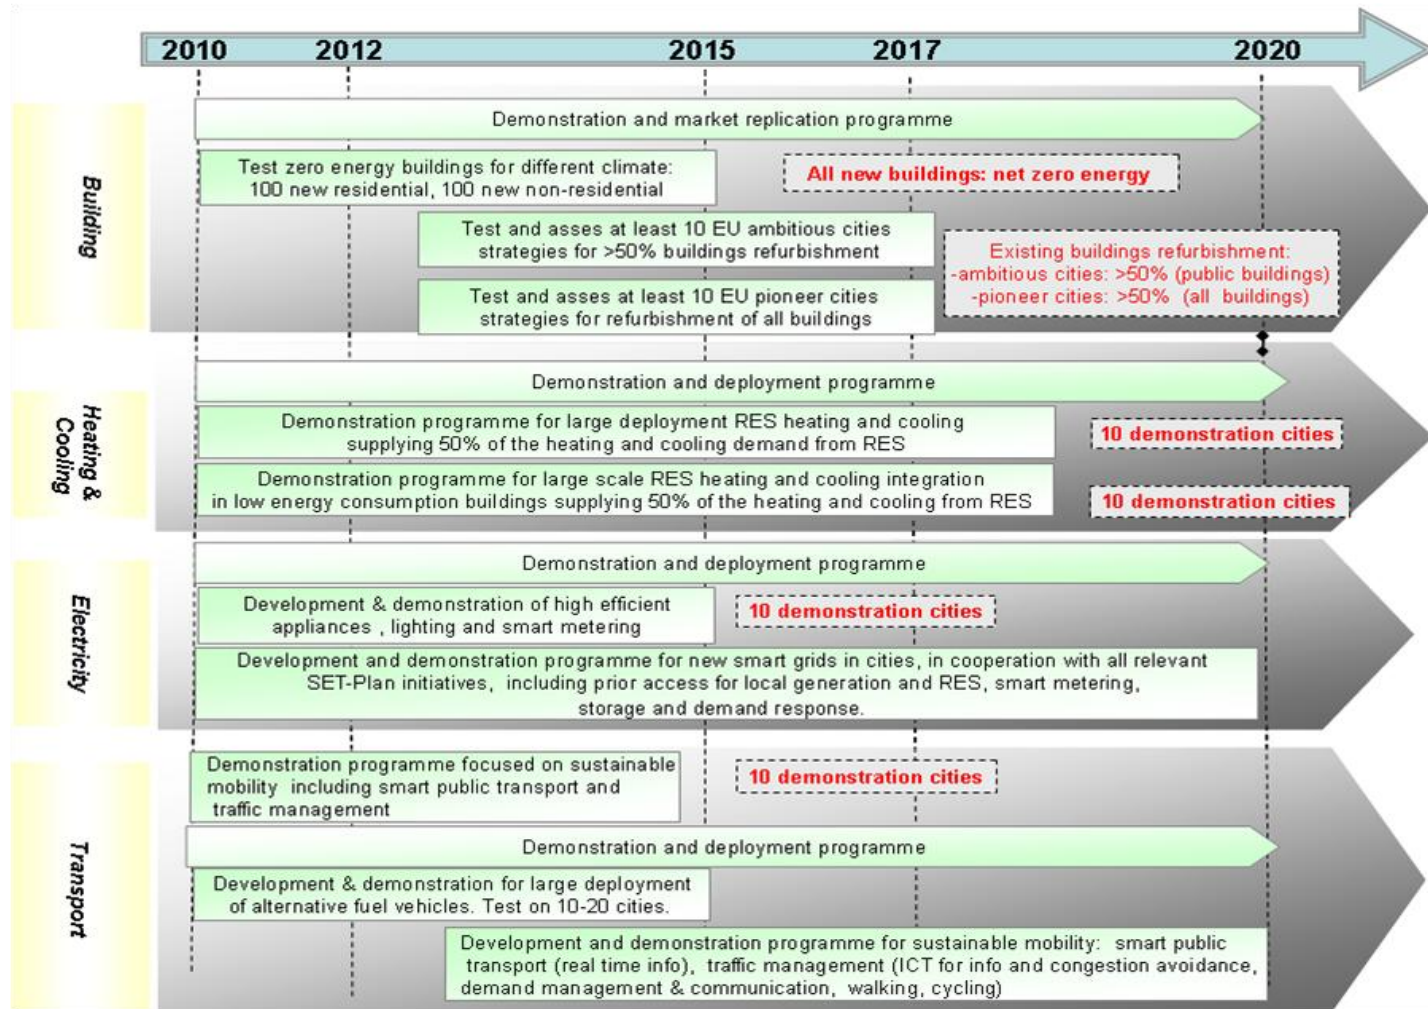 2010 2012 2015 2017 2020
Building
Demonstration and market replication programme
Test zero energy buildings for different climate:
100 new residential, 100 new non-residential
All new buildings: net zero energy
Test and asses at least 10 EU ambitious cities
strategies for >50% buildings refurbishment
Existing buildings refurbishment:
-ambitious cities: >50% (public buildings)
-pioneer cities: >50% (all buildings)
Test and asses at least 10 EU pioneer cities
strategies for refurbishment of all buildings
Heating &
Cooling
Demonstration and deployment programme
Demonstration programme for large deployment RES heating and cooling
supplying 50% of the heating and cooling demand from RES
10 demonstration cities
Demonstration programme for large scale RES heating and cooling integration
in low energy consumption buildings supplying 50% of the heating and cooling from RES
10 demonstration cities
Electricity
Demonstration and deployment programme
Development & demonstration of high efficient
appliances , lighting and smart metering
10 demonstration cities
Development and demonstration programme for new smart grids in cities, in cooperation with all relevant
SET-Plan initiatives, including prior access for local generation and RES, smart metering,
storage and demand response.
Transport
Demonstration programme focused on sustainable
mobility including smart public transport and
traffic management
10 demonstration cities
Demonstration and deployment programme
Development & demonstration for large deployment
of alternative fuel vehicles. Test on 10-20 cities.
Development and demonstration programme for sustainable mobility: smart public
transport (real time info), traffic management (ICT for info and congestion avoidance,
demand management & communication, walking, cycling)